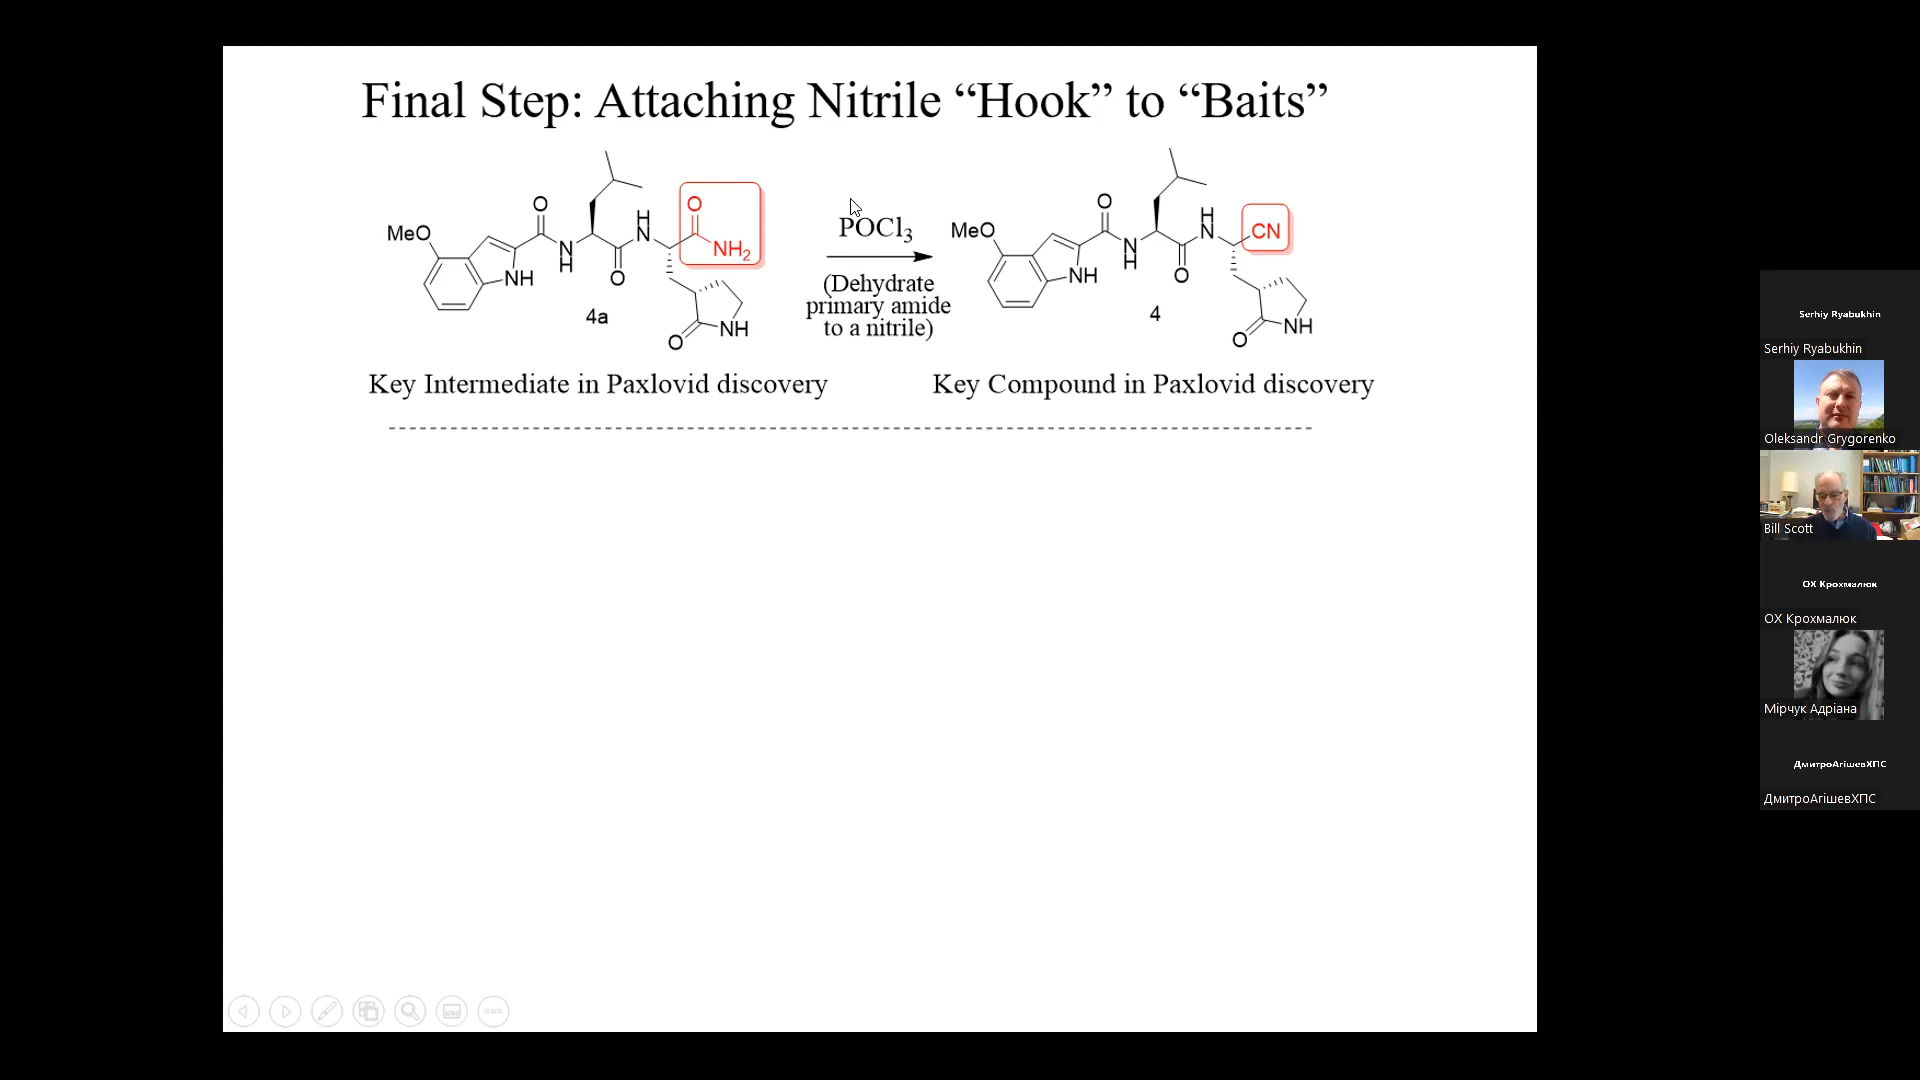 Final Step: Attaching Nitrile “Hook” to “Baits”
MeO
O
N
H
O
H
N
O
NH2
NH
O
NH
4a
POCl3
(Dehydrate
primary amide
to a nitrile)
MeO
O
N
H
O
H
N
CN
NH
O
NH
4
Key Intermediate in Paxlovid discovery
Key Compound in Paxlovid discovery
Serhiy Ryabukhin
Serhiy Ryabukhin
Oleksandr Grygorenko
Bill Scott
ОХ Крохмалюк
ОХ Крохмалюк
Мірчук Адріана
ДмитроАгішевХПС
ДмитроАгішевХПС